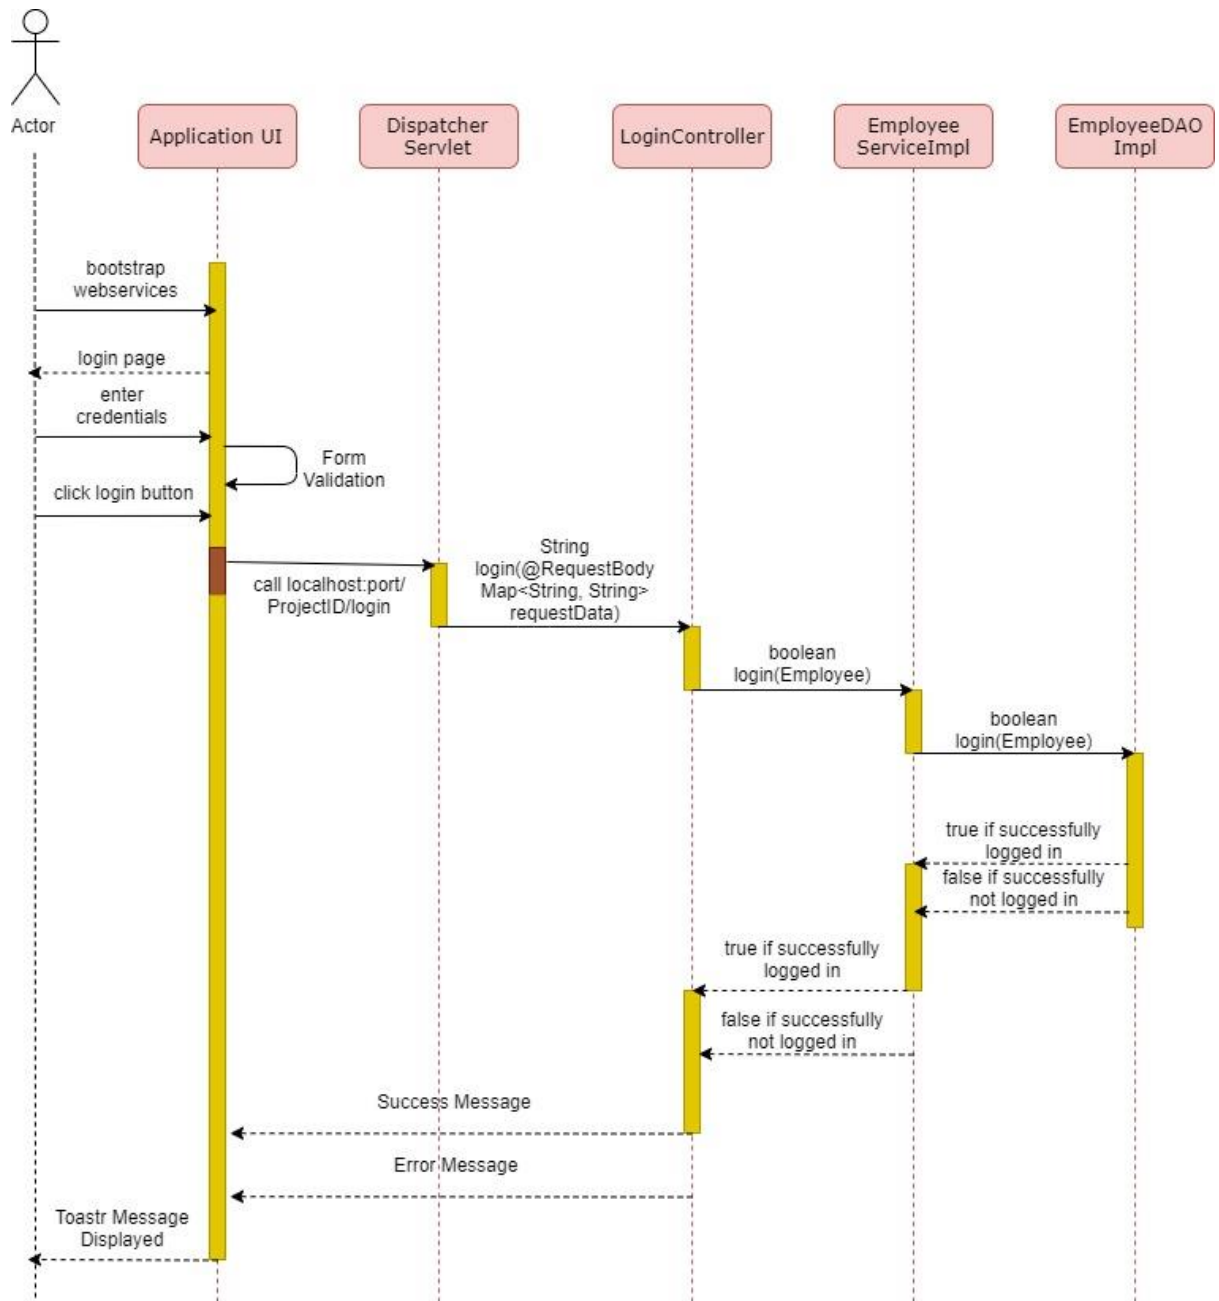 Actor
Application UI
Dispatcher
Servlet
LoginController
Employee
ServiceImpl
EmployeeDAO
Impl
bootstrap
webservices
login page
enter
credentials
Form
Validation
click login button
call localhost:port/
ProjectID/login
String
login(@RequestBody
Map<String, String>
requestData)
boolean
login(Employee)
boolean
login(Employee)
true if successfully
logged in
false if successfully
not logged in
true if successfully
logged in
false if successfully
not logged in
Success Message
Error Message
Toastr Message
Displayed